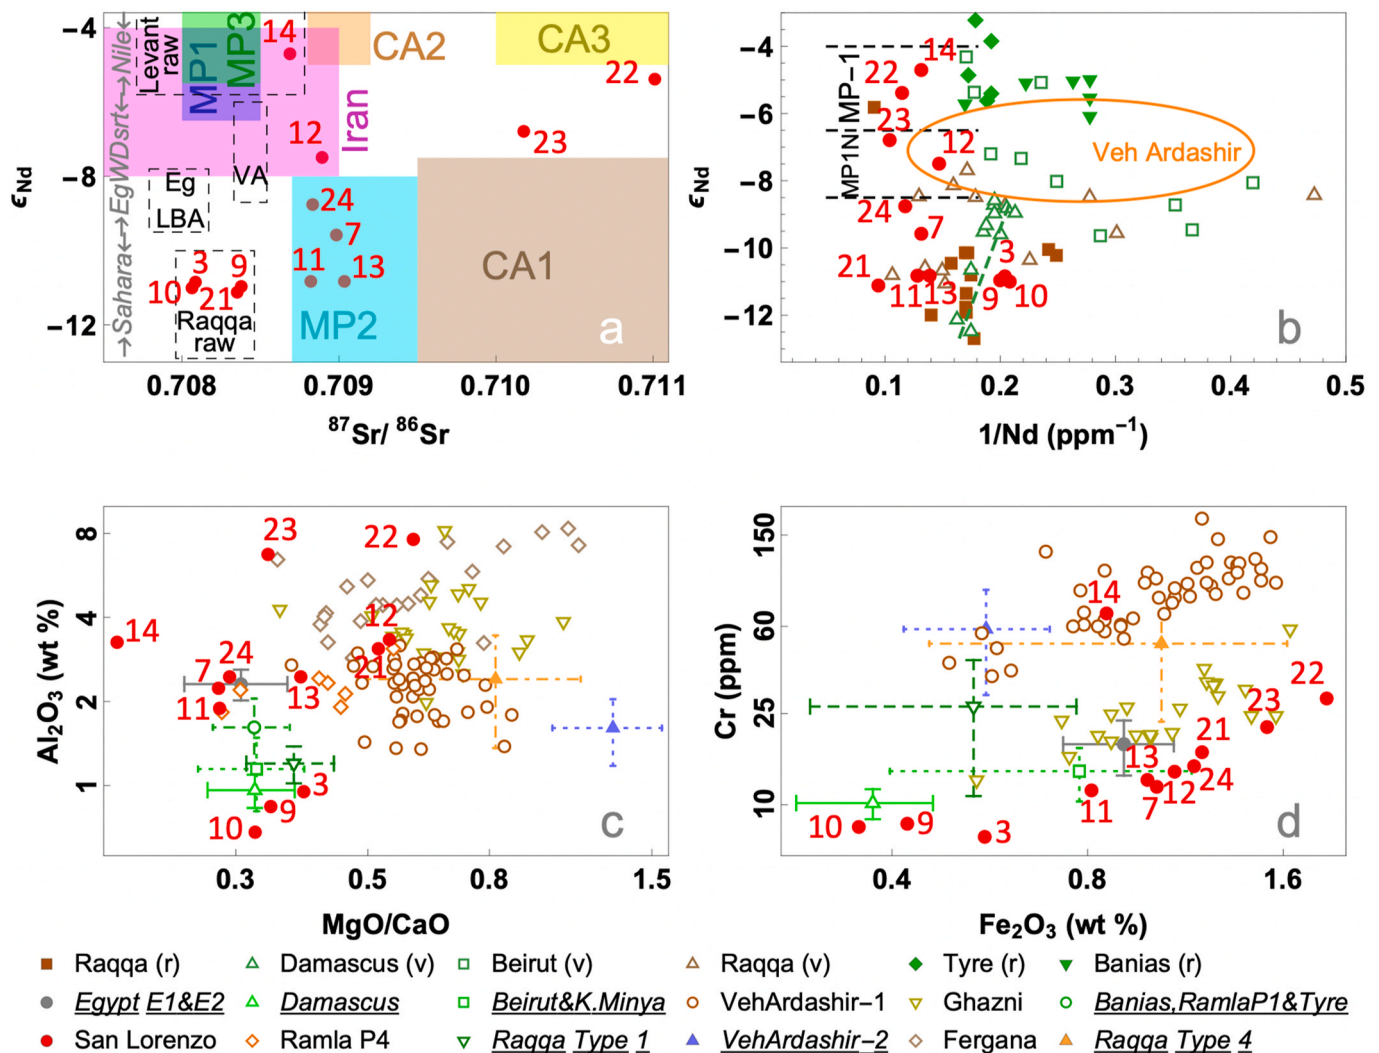 −4
−8
−12
εNd
→Sahara↔EgWDsrt↔Nile←
Levant
raw
MP1
MP3
14
CA2
CA3
22
23
Iran
12
VA
Eg
LBA
24
7
11
13
MP2
CA1
3
9
10
21
Raqqa
raw
a
0.708
0.709
0.710
0.711
87Sr/ 86Sr
−4
−6
−8
−10
−12
εNd
14
22
MP−1
23
MP1N
12
Veh Ardashir
24
7
21
11
13
3
9
10
b
0.1
0.2
0.3
0.4
0.5
1/Nd (ppm−1)
8
4
2
1
Al2O3 (wt %)
23
22
14
12
21
24
7
13
11
3
9
10
c
0.3
0.5
0.8
1.5
MgO/CaO
150
60
25
10
Cr (ppm)
14
22
23
21
13
24
12
7
11
10
9
3
d
0.4
0.8
1.6
Fe2O3 (wt %)
Raqqa (r)
Damascus (v)
Beirut (v)
Raqqa (v)
Tyre (r)
Banias (r)
Egypt E1&E2
Damascus
Beirut&K.Minya
VehArdashir−1
Ghazni
Banias,RamlaP1&Tyre
San Lorenzo
Ramla P4
Raqqa Type 1
VehArdashir−2
Fergana
Raqqa Type 4